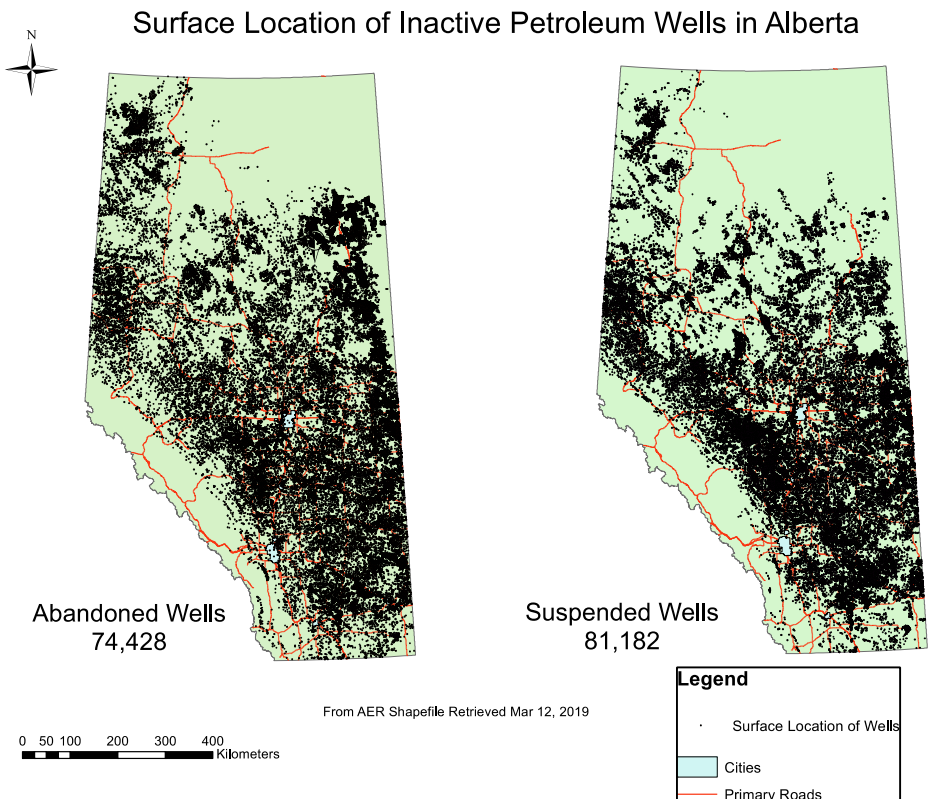 Surface Location of Inactive Petroleum Wells in Alberta
N
Abandoned Wells
74,428
Suspended Wells
81,182
From AER Shapefile Retrieved Mar 12, 2019
0 50 100 200 300 400
Kilometers
Legend
Surface Location of Wells
Cities
Primary Roads